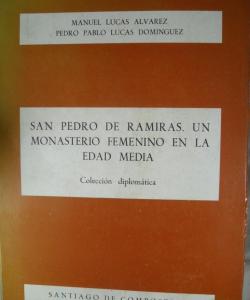 MANUEL LUCAS ALVAREZ
PEDRO PABLO LUCAS DOMINGUEZ
SAN PEDRO DE RAMIRAS. UN
MONASTERIO FEMENINO EN LA
EDAD MEDIA
Colección diplomática
SANTIAGO DE